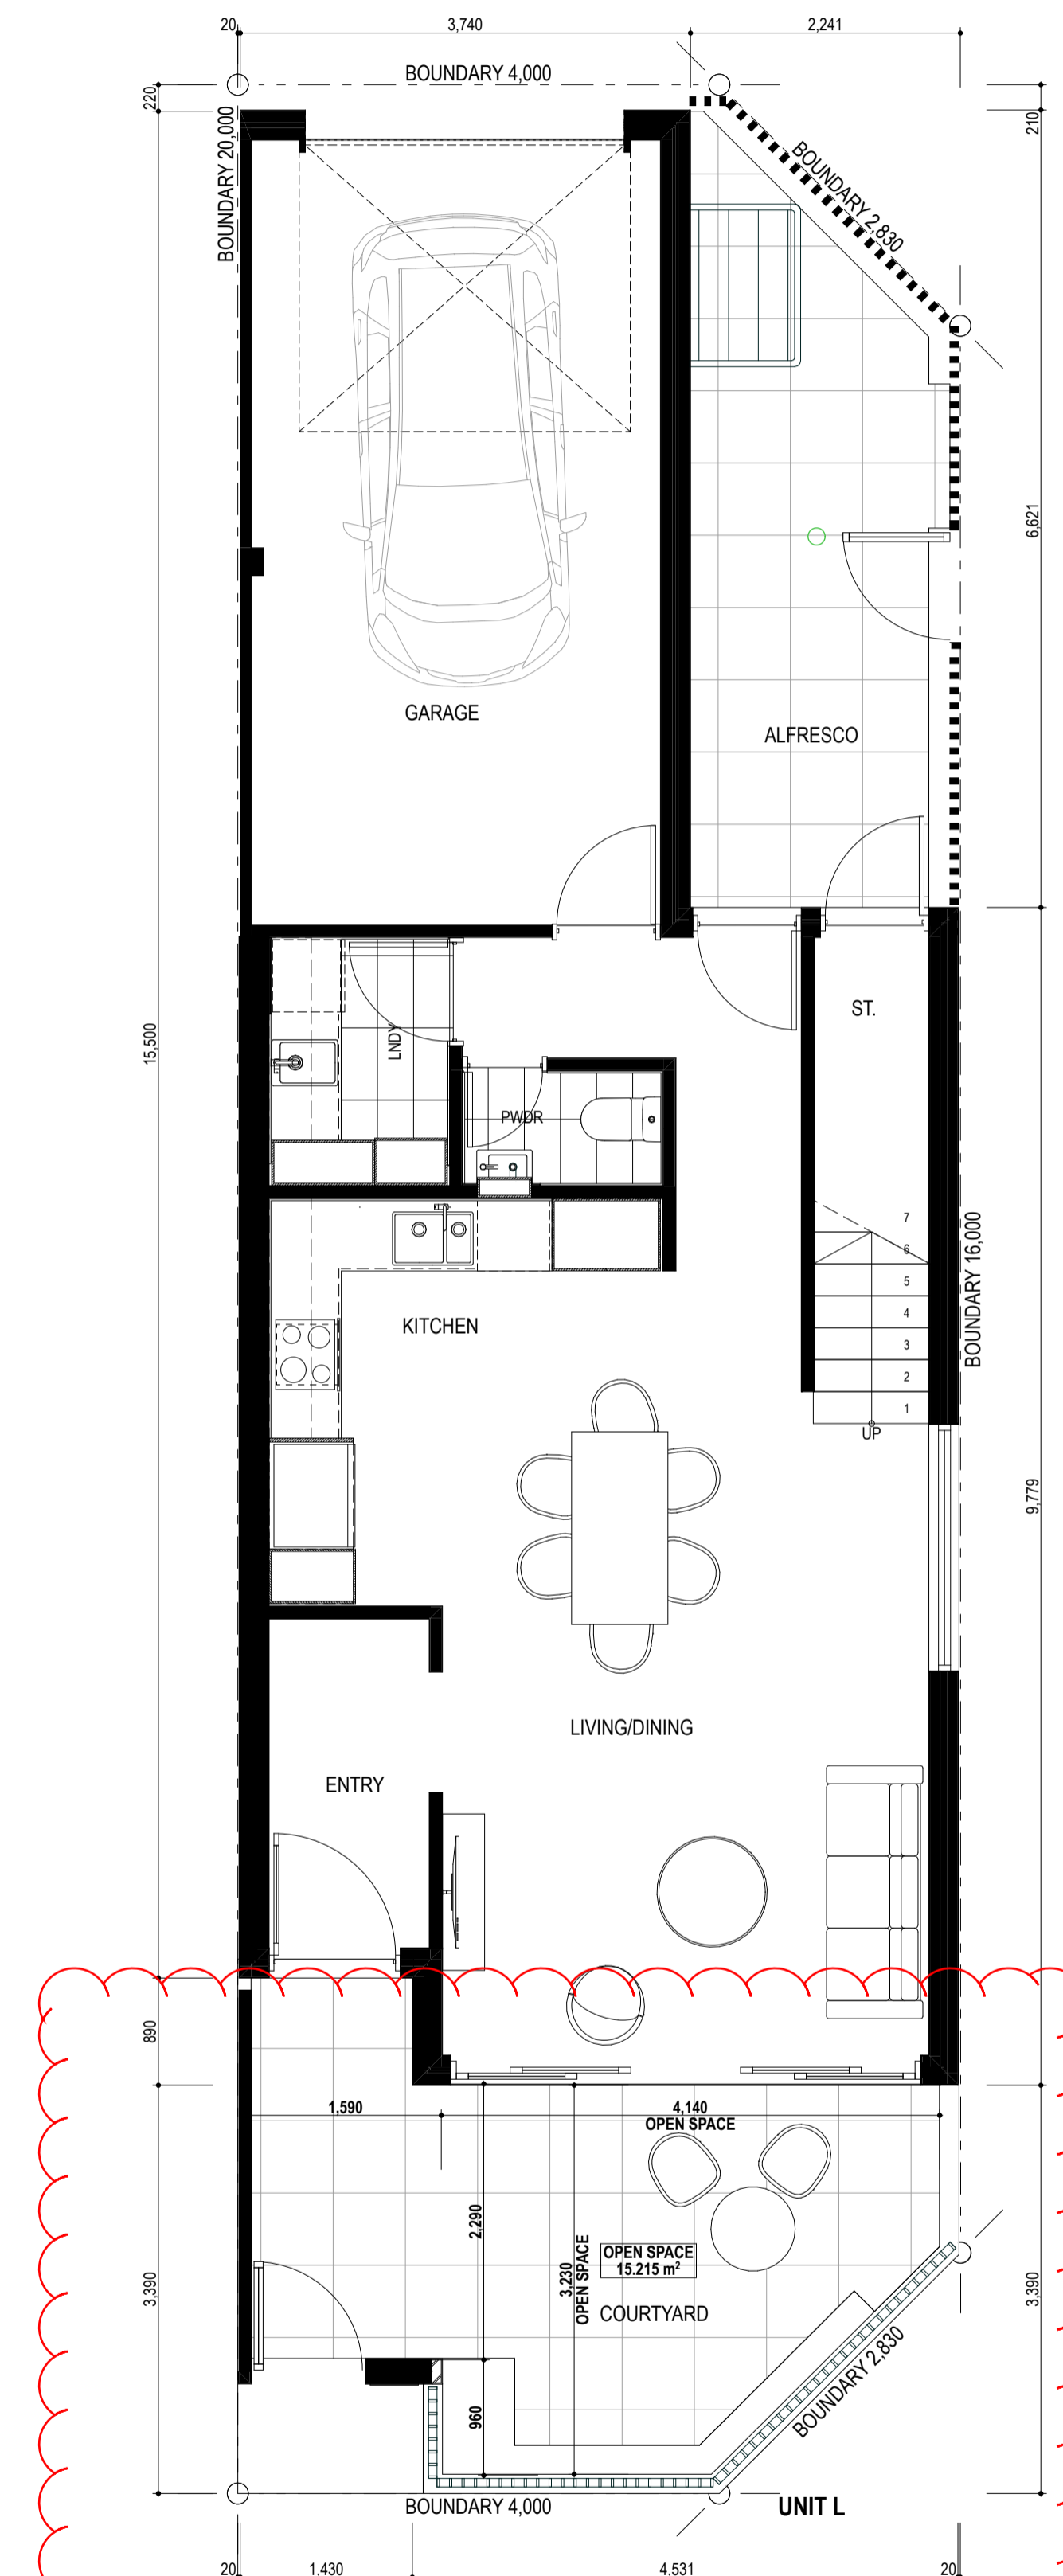 20
3,740
2,241
220
BOUNDARY 4,000
210
BOUNDARY 20,000
BOUNDARY 2,830
6,621
GARAGE
ALFRESCO
15,500
LNDY
ST.
PWDR
7
6
5
4
3
2
1
UP
BOUNDARY 16,000
KITCHEN
9,779
LIVING/DINING
ENTRY
890
1,590
4,140
OPEN SPACE
2,290
3,230
OPEN SPACE
OPEN SPACE
15.215 m²
COURTYARD
3,390
3,390
960
BOUNDARY 2,830
BOUNDARY 4,000
UNIT L
20
1,430
4,531
20